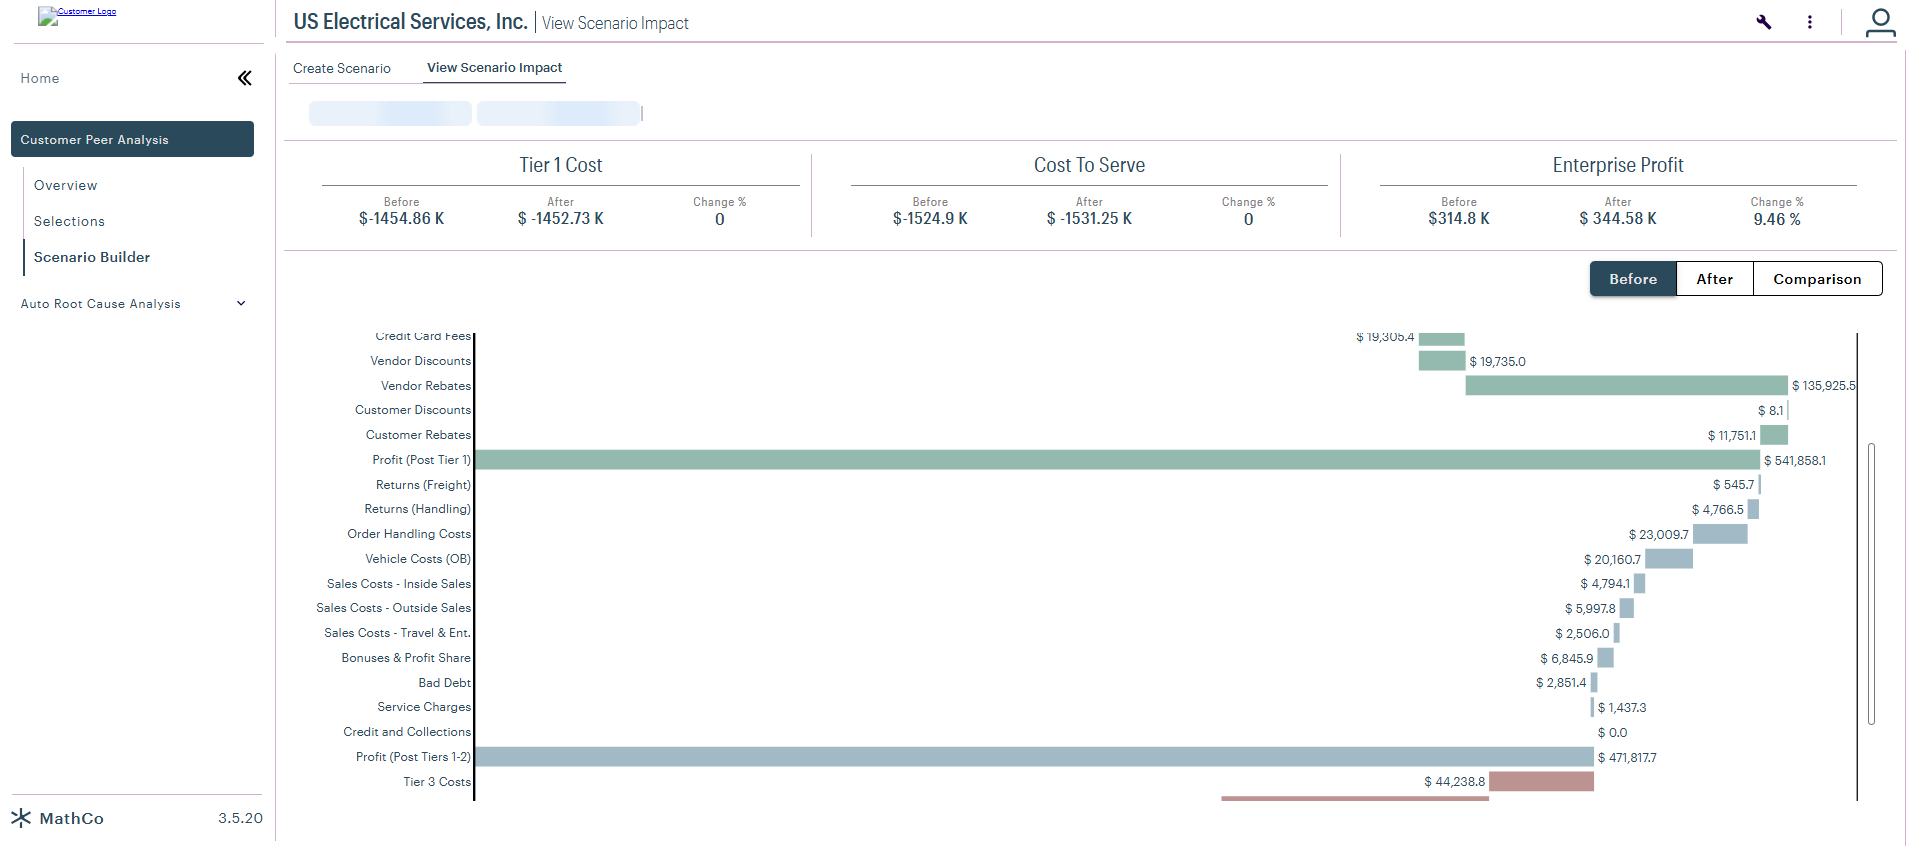 Customer Logo
US Electrical Services, Inc. View Scenario Impact
Home
Create Scenario View Scenario Impact
Customer Peer Analysis
Overview
Selections
Scenario Builder
Auto Root Cause Analysis
MathCo 3.5.20
Tier 1 Cost
Before After Change %
$-1454.86 K $ -1452.73 K 0
Cost To Serve
Before After Change %
$-1524.9 K $ -1531.25 K 0
Enterprise Profit
Before After Change %
$314.8 K $ 344.58 K 9.46 %
Before After Comparison
Credit Card Fees $ 19,305.4
Vendor Discounts $ 19,735.0
Vendor Rebates $ 135,925.5
Customer Discounts $ 8.1
Customer Rebates $ 11,751.1
Profit (Post Tier 1) $ 541,858.1
Returns (Freight) $ 545.7
Returns (Handling) $ 4,766.5
Order Handling Costs $ 23,009.7
Vehicle Costs (OB) $ 20,160.7
Sales Costs - Inside Sales $ 4,794.1
Sales Costs - Outside Sales $ 5,997.8
Sales Costs - Travel & Ent. $ 2,506.0
Bonuses & Profit Share $ 6,845.9
Bad Debt $ 2,851.4
Service Charges $ 1,437.3
Credit and Collections $ 0.0
Profit (Post Tiers 1-2) $ 471,817.7
Tier 3 Costs $ 44,238.8